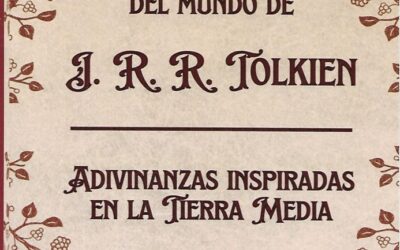 DEL MUNDO DE
J. R. R. TOLKIEN
ADIVINANZAS INSPIRADAS
EN LA TIERRA MEDIA